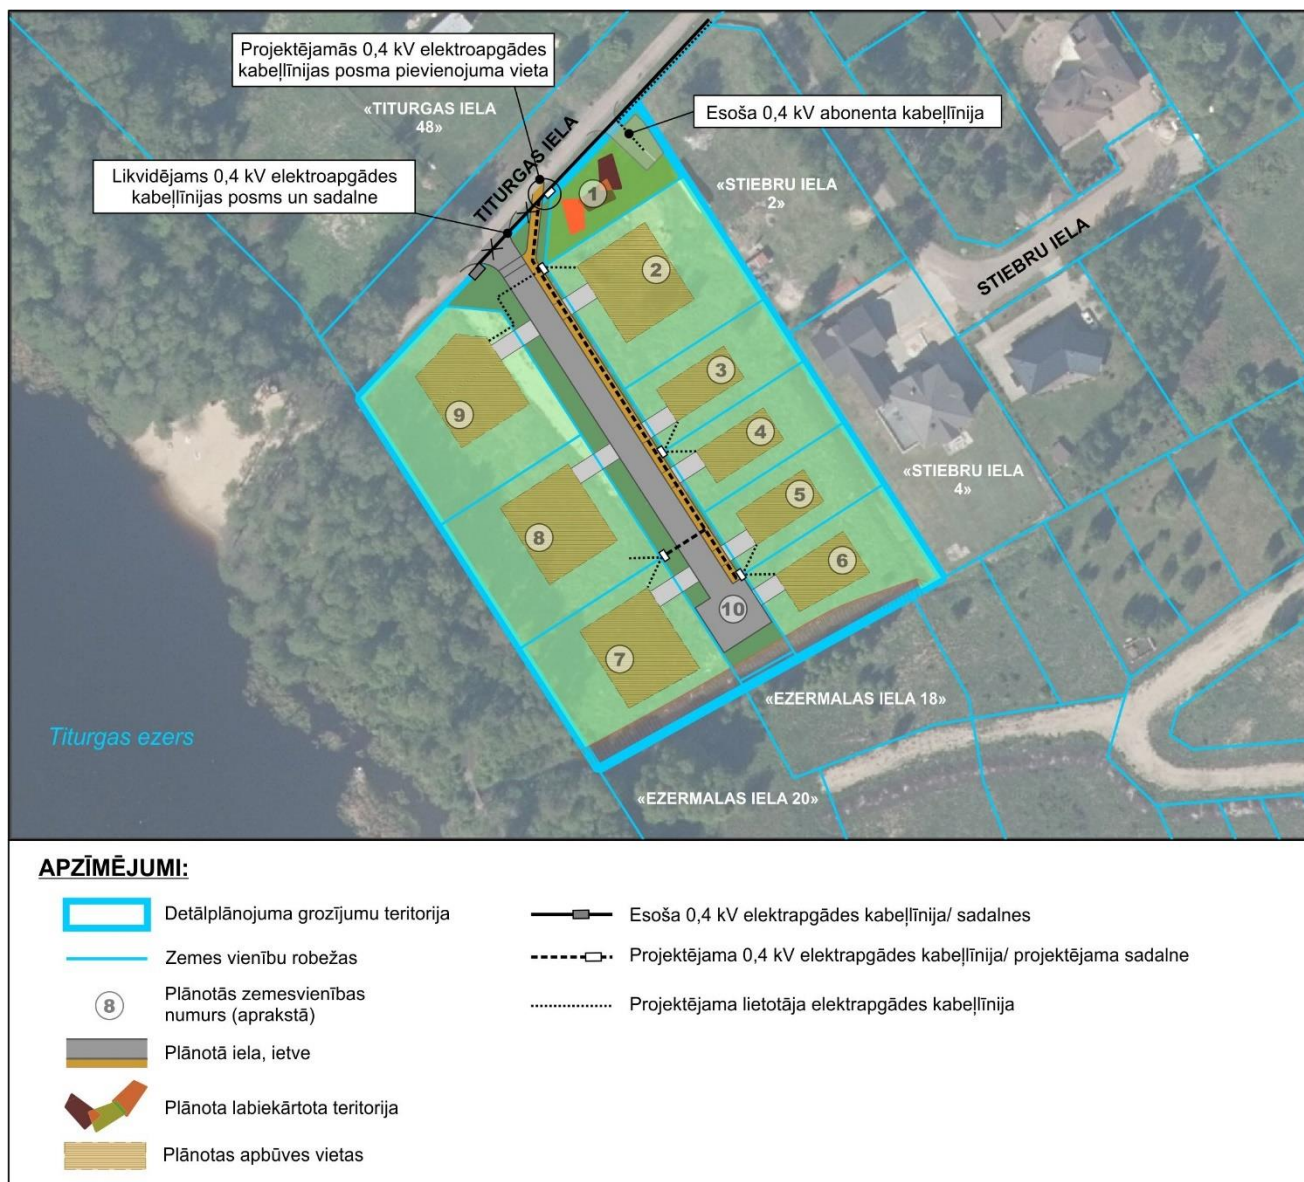 Projektējamās 0,4 kV elektroapgādes
kabeļlīnijas posma pievienojuma vieta
«TITURGAS IELA
48»
Esoša 0,4 kV abonenta kabeļlīnija
Likvidējams 0,4 kV elektroapgādes
kabeļlīnijas posms un sadalne
TITURGAS IELA
«STIEBRU IELA
2»
STIEBRU IELA
1
2
3
4
5
6
7
8
9
10
«STIEBRU IELA
4»
«EZERMALAS IELA 18»
«EZERMALAS IELA 20»
Titurgas ezers
APZĪMĒJUMI:
Detālplānojuma grozījumu teritorija
Zemes vienību robežas
8
Plānotās zemesvienības
numurs (aprakstā)
Plānotā iela, ietve
Plānota labiekārtota teritorija
Plānotas apbūves vietas
Esoša 0,4 kV elektrapgādes kabeļlīnija/ sadalnes
Projektējama 0,4 kV elektrapgādes kabeļlīnija/ projektējama sadalne
Projektējama lietotāja elektrapgādes kabeļlīnija